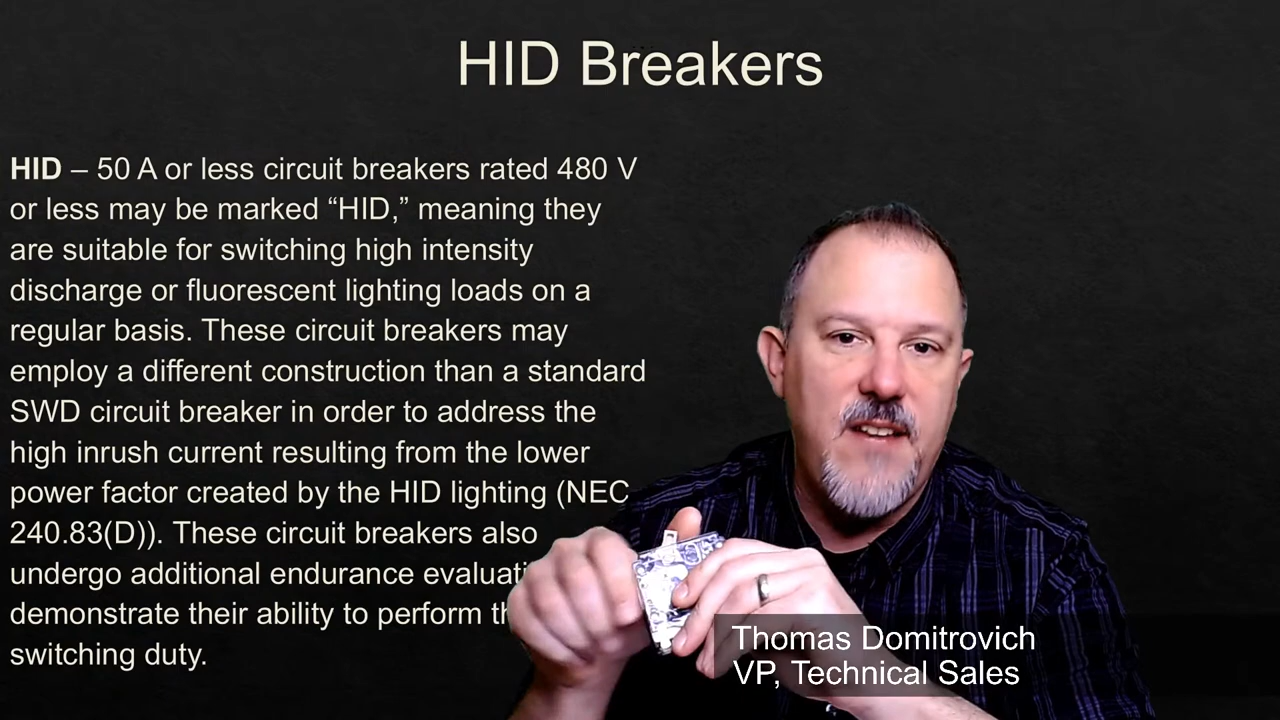 HID Breakers
HID – 50 A or less circuit breakers rated 480 V
or less may be marked “HID,” meaning they
are suitable for switching high intensity
discharge or fluorescent lighting loads on a
regular basis. These circuit breakers may
employ a different construction than a standard
SWD circuit breaker in order to address the
high inrush current resulting from the lower
power factor created by the HID lighting (NEC
240.83(D)). These circuit breakers also
undergo additional endurance
demonstrate their ability to perform
switching duty.
Thomas Domitrovich
VP, Technical Sales